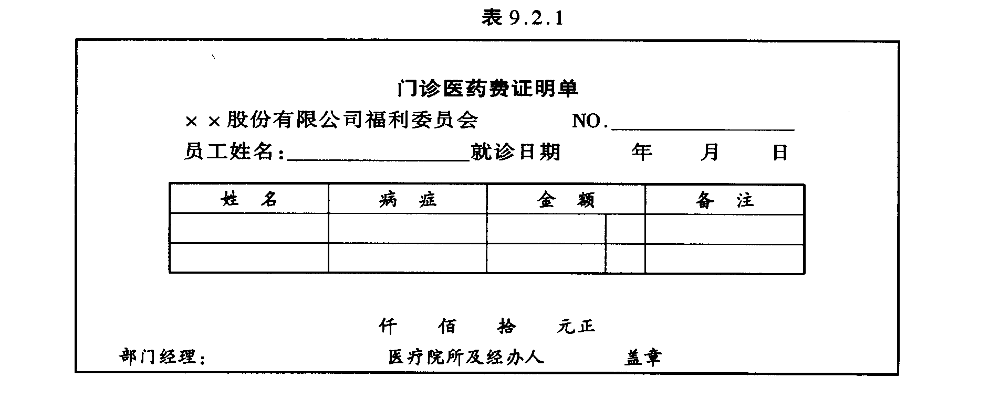 表9.2.1
门诊医药费证明单
××股份有限公司福利委员会 NO.
员工姓名: 就诊日期 年 月 日
姓名 病症 金额 备注
仟 佰 拾 元正
部门经理: 医疗院所及经办人 盖章